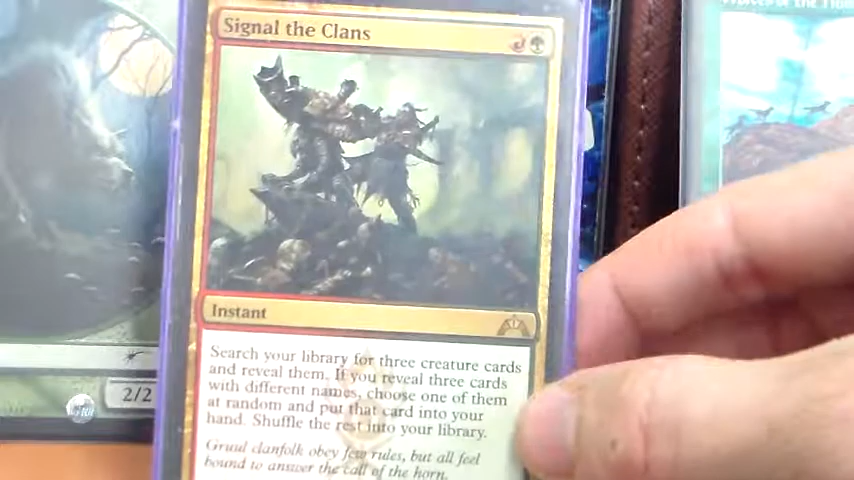 Signal the Clans
Instant
Search your library for three creature cards
and reveal them. If you reveal three cards
with different names, choose one of them
at random and put that card into your
hand. Shuffle the rest into your library.
Gruul clanfolk obey few rules, but all feel
bound to answer the call of the horn.
2/2